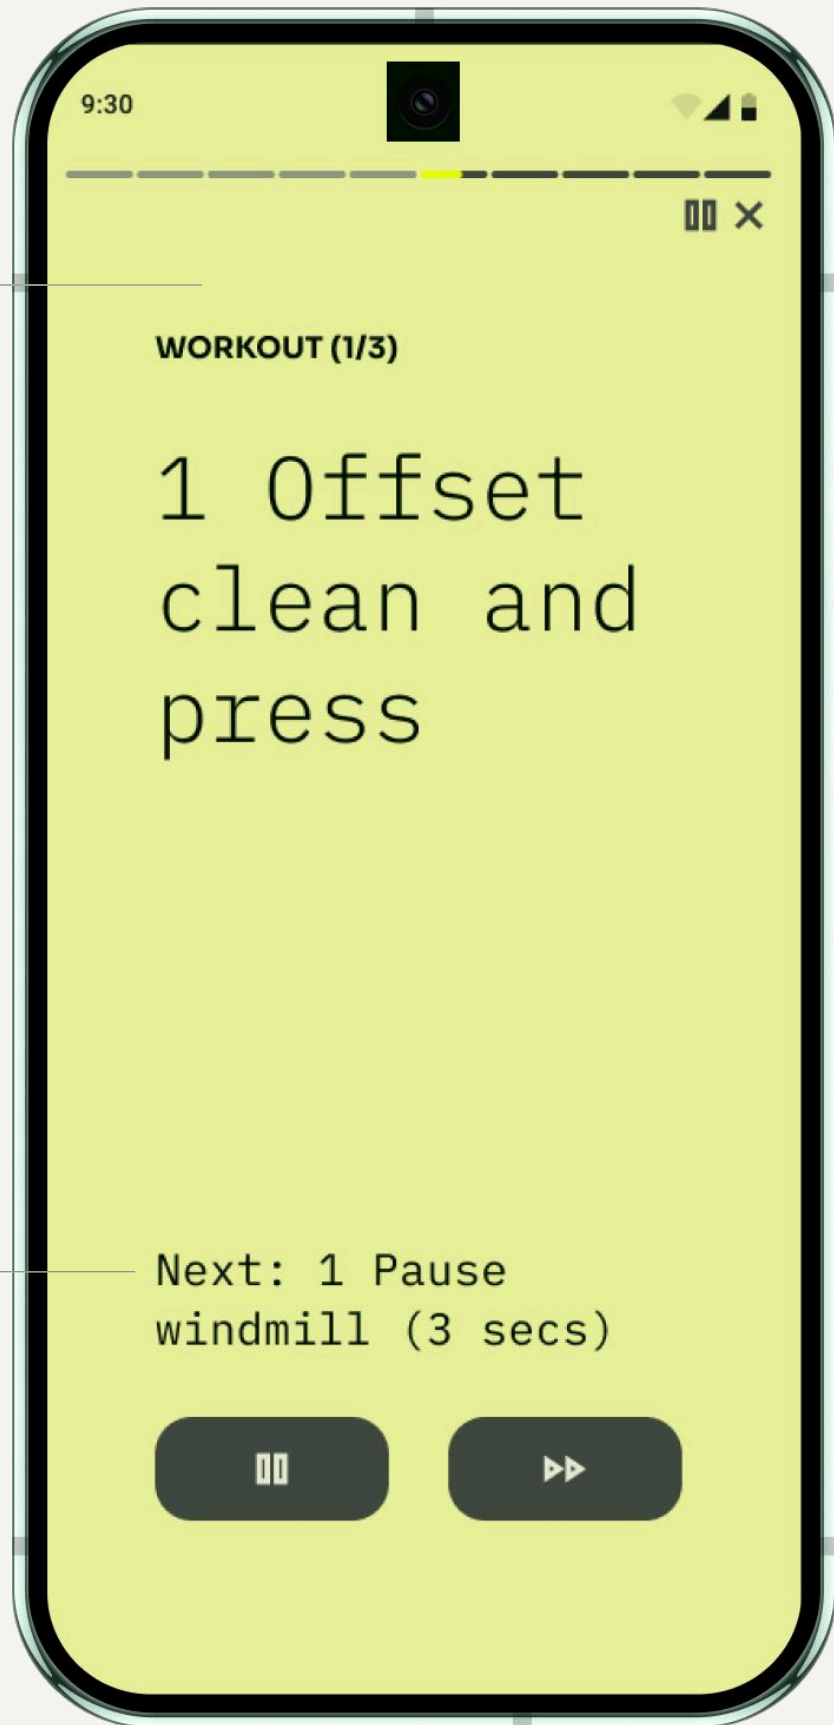 9:30
WORKOUT (1/3)
1 Offset
clean and
press
Next: 1 Pause
windmill (3 secs)